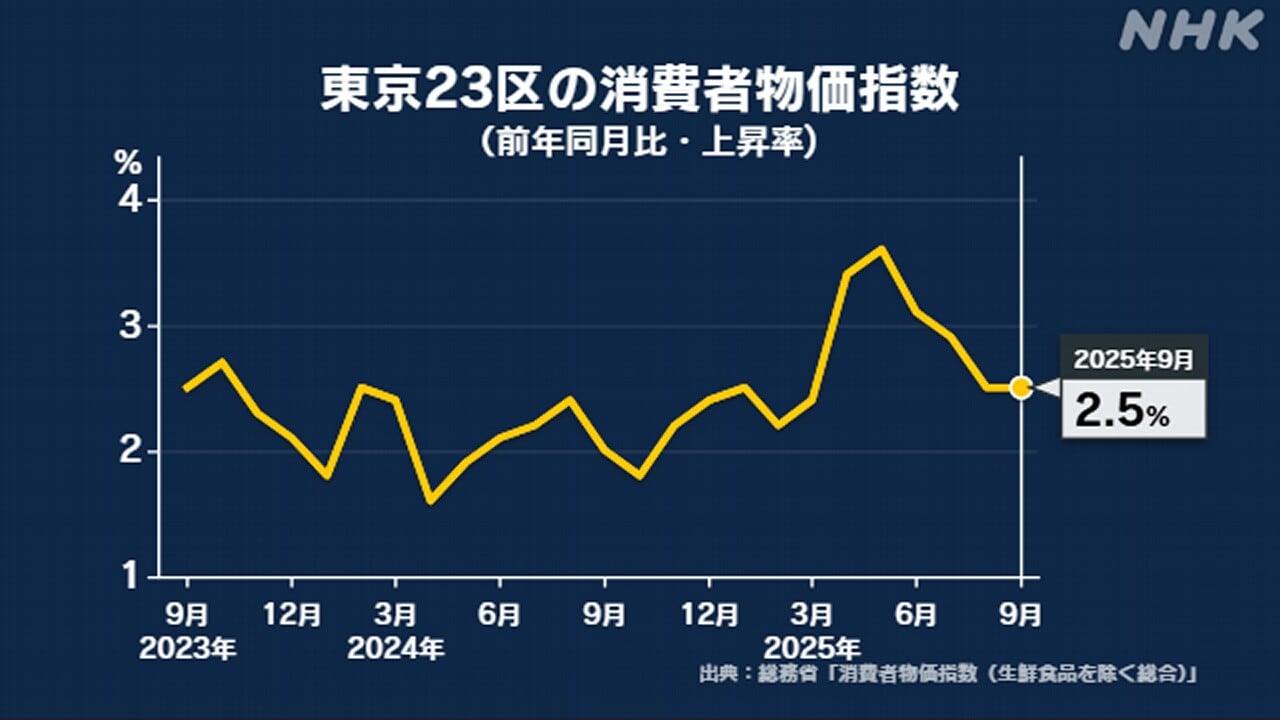 NHK
東京23区の消費者物価指数
(前年同月比・上昇率)
%
4
3
2
1
2025年9月
2.5%
9月 12月 3月 6月 9月 12月 3月 6月 9月
2023年 2024年 2025年
出典：総務省「消費者物価指数（生鮮食品を除く総合）」